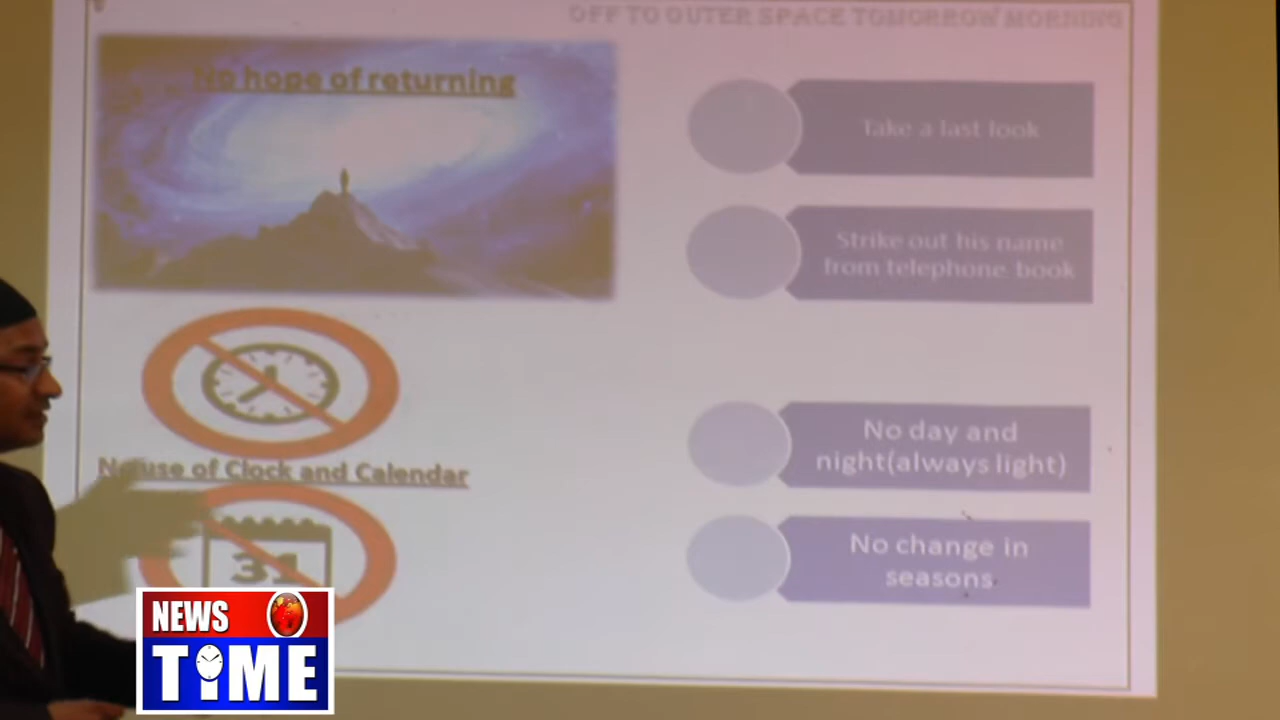 OFF TO OUTER SPACE TOMORROW MORNING
No hope of returning
Take a last look
Strike out his name
from telephone book
No use of Clock and Calendar
31
No day and
night(always light)
No change in
seasons
NEWS
TIME